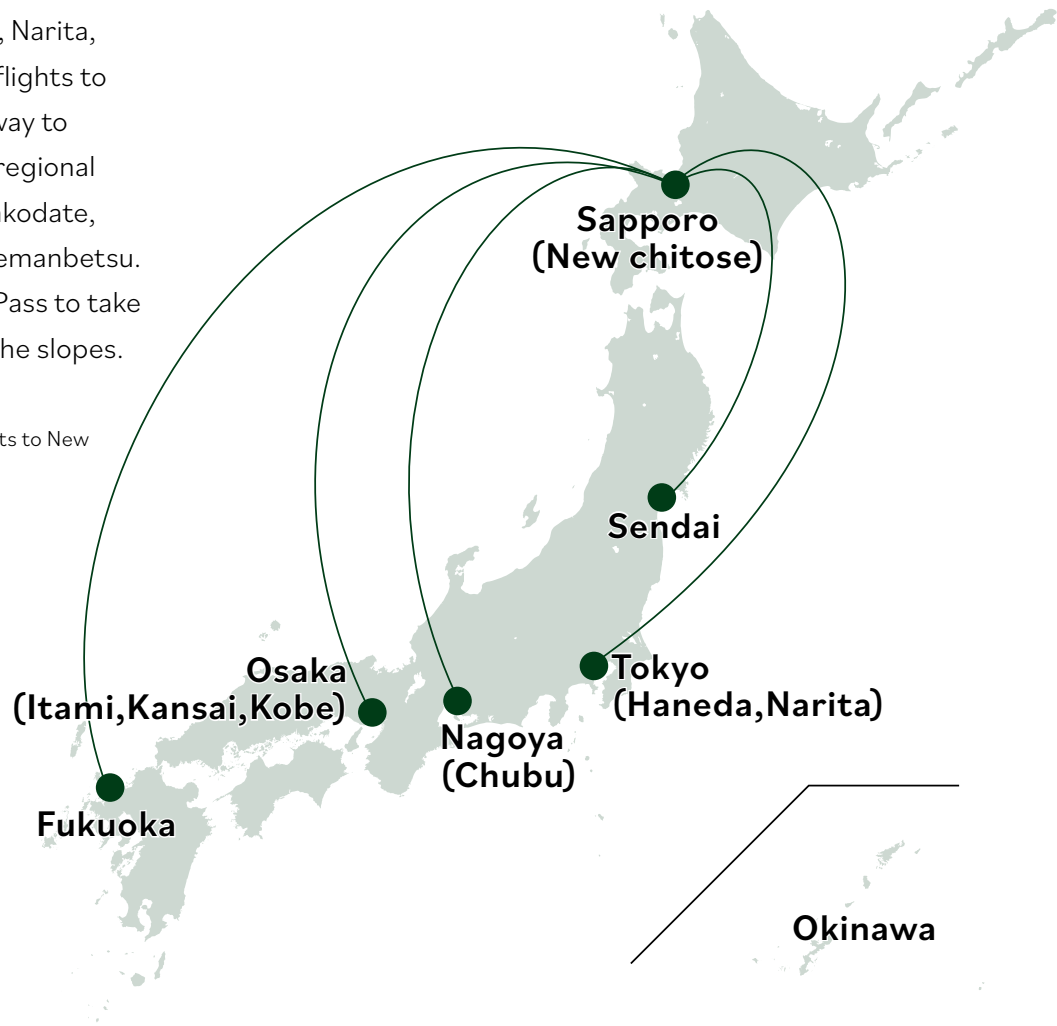 , Narita,
flights to
way to
regional
kodate,
emanbetsu.
Pass to take
he slopes.
ts to New
Sapporo
(New chitose)
Sendai
Osaka
(Itami,Kansai,Kobe)
Tokyo
(Haneda,Narita)
Nagoya
(Chubu)
Fukuoka
Okinawa